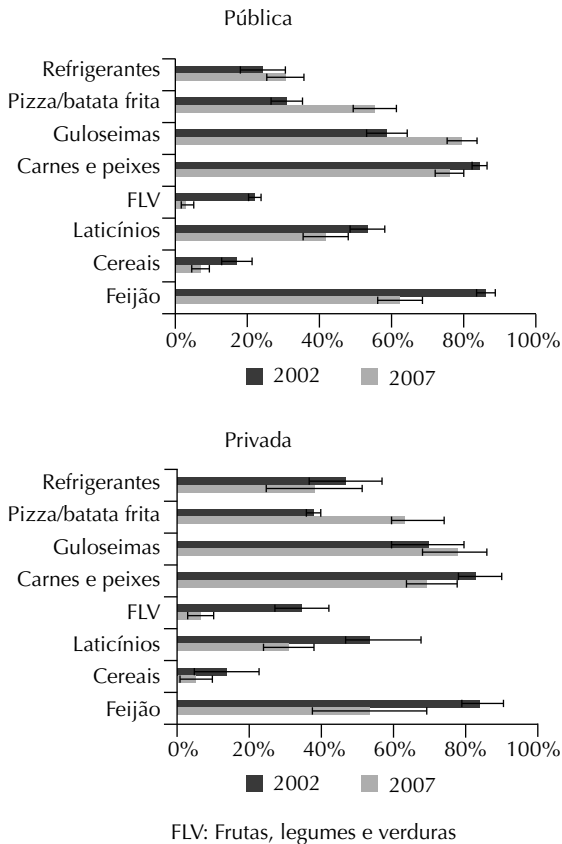 Pública
Refrigerantes
Pizza/batata frita
Guloseimas
Carnes e peixes
FLV
Laticínios
Cereais
Feijão
0% 20% 40% 60% 80% 100%
2002 2007
Privada
Refrigerantes
Pizza/batata frita
Guloseimas
Carnes e peixes
FLV
Laticínios
Cereais
Feijão
0% 20% 40% 60% 80% 100%
2002 2007
FLV: Frutas, legumes e verduras